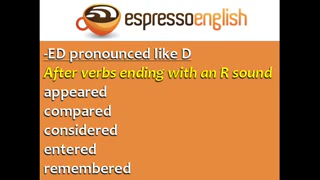 espressoenglish
-ED pronounced like D
After verbs ending with an R sound
appeared
compared
considered
entered
remembered